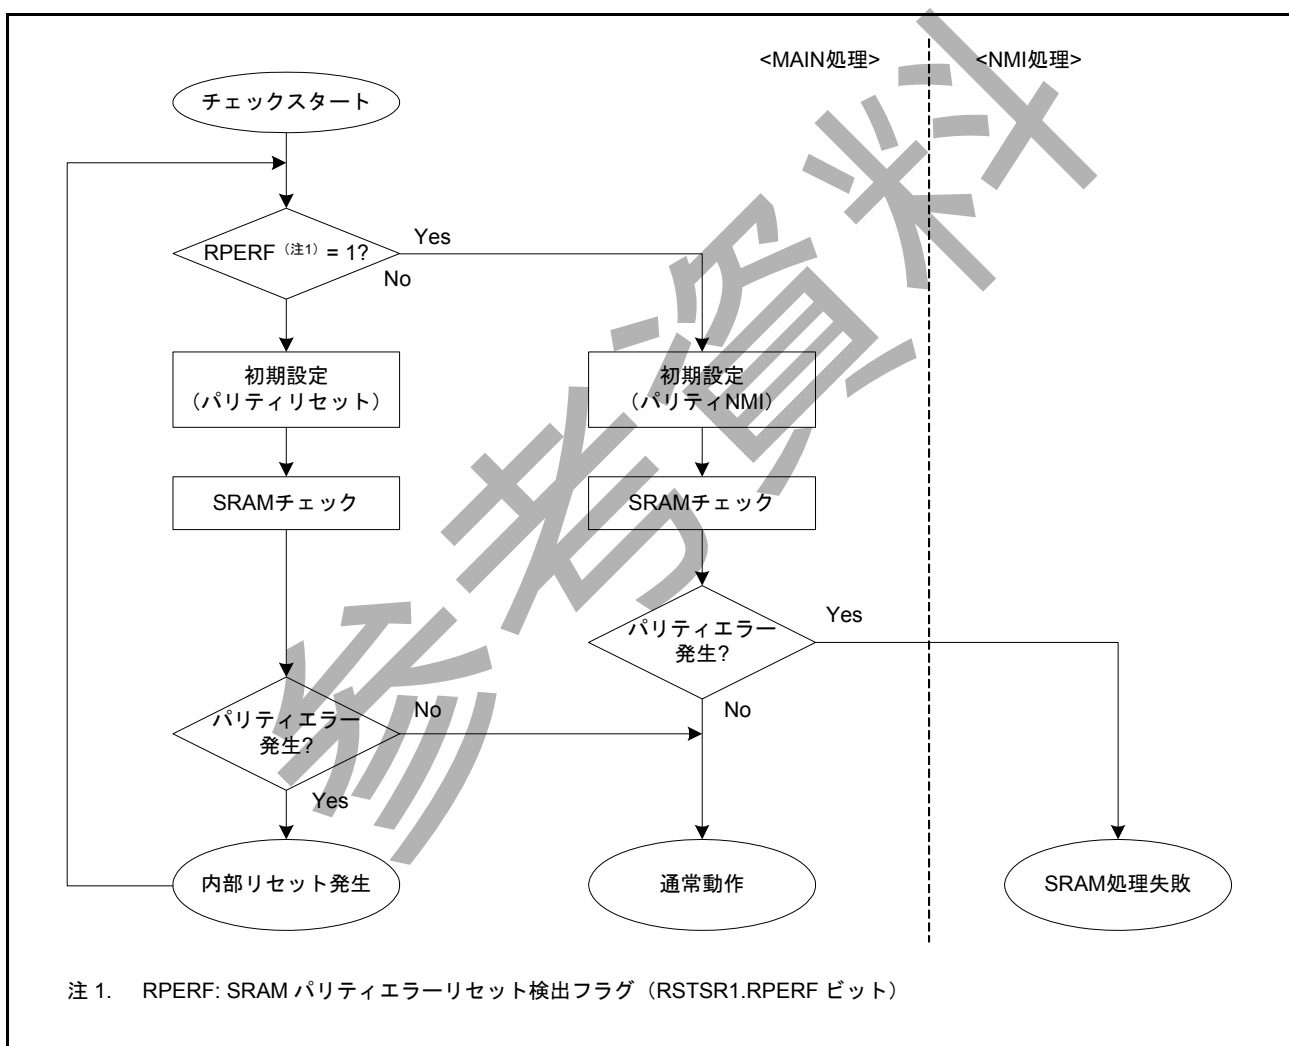 <MAIN処理>
<NMI処理>
チェックスタート
RPERF（注1）= 1?
Yes
No
初期設定
（パリティリセット）
初期設定
（パリティNMI）
SRAMチェック
SRAMチェック
パリティエラー
発生?
Yes
No
パリティエラー
発生?
No
Yes
内部リセット発生
通常動作
SRAM処理失敗
注 1. RPERF: SRAM パリティエラーリセット検出フラグ（RSTSR1.RPERF ビット）
参考資料